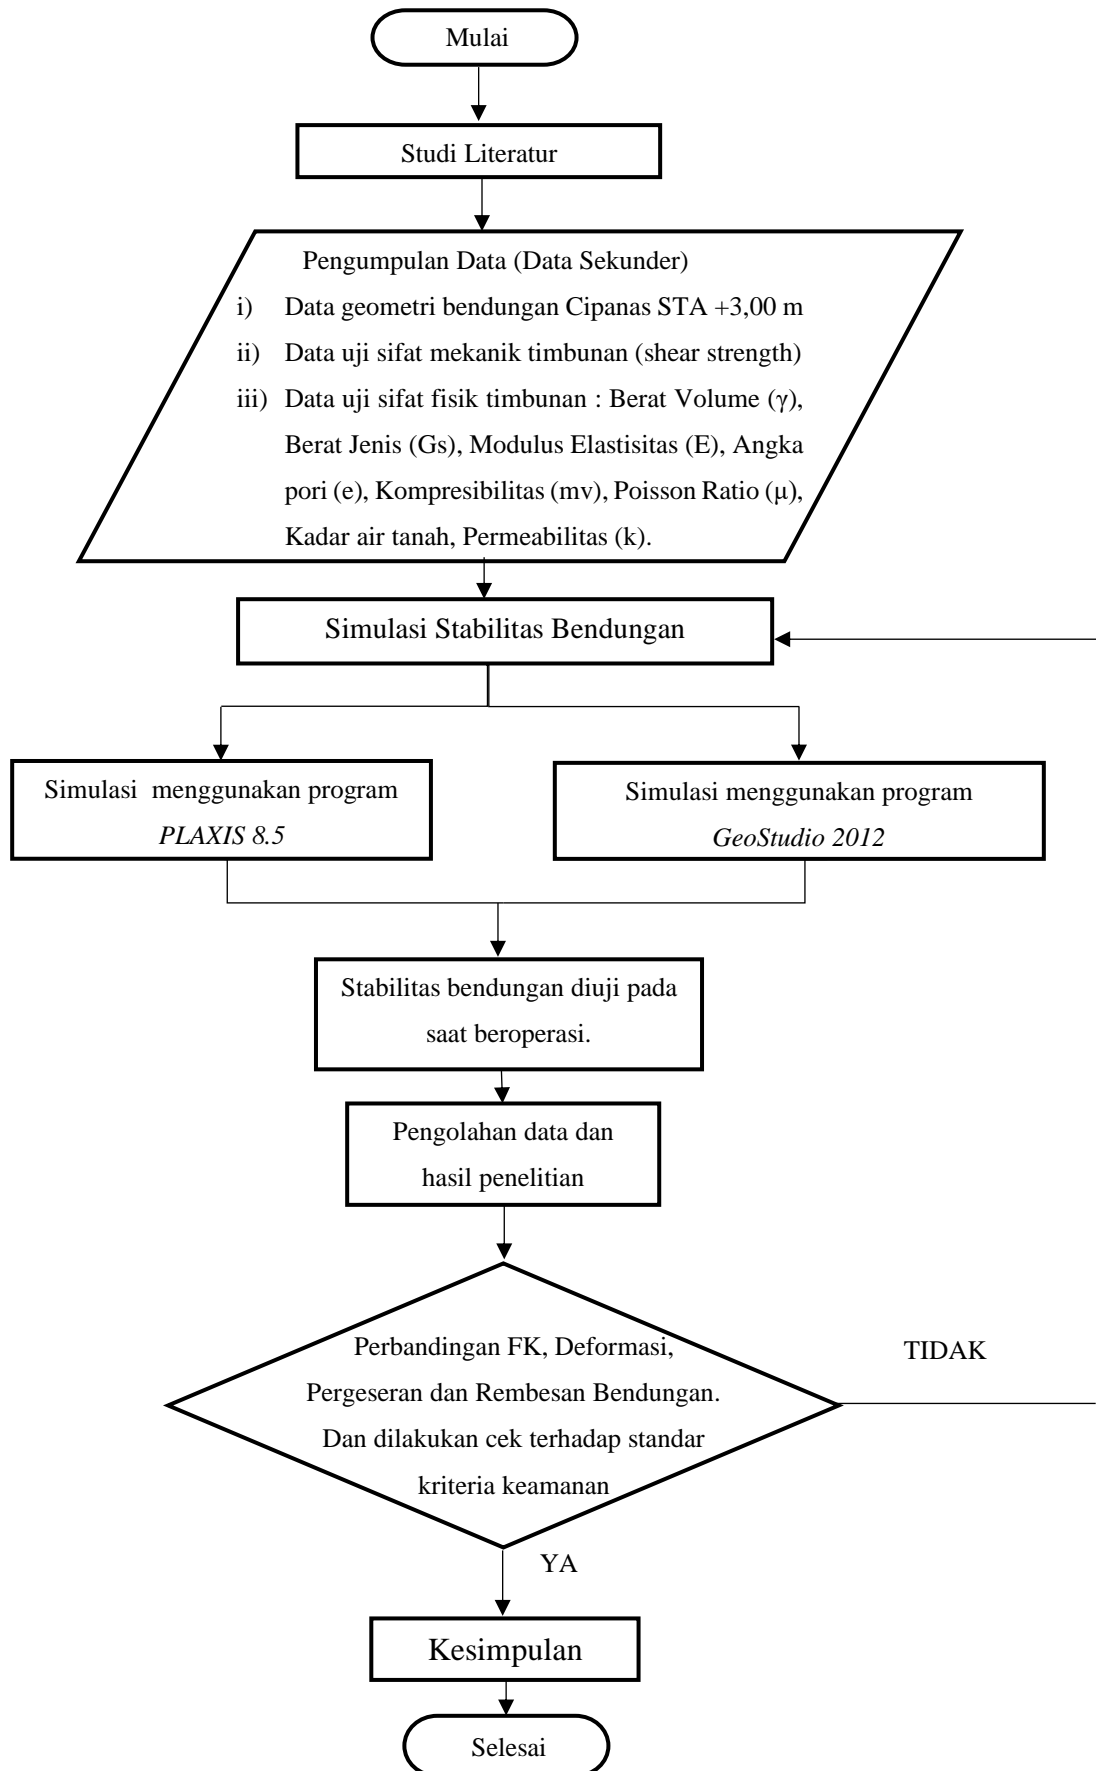 Mulai
Studi Literatur
Pengumpulan Data (Data Sekunder)
i) Data geometri bendungan Cipanas STA +3,00 m
ii) Data uji sifat mekanik timbunan (shear strength)
iii) Data uji sifat fisik timbunan : Berat Volume (γ),
Berat Jenis (Gs), Modulus Elastisitas (E), Angka
pori (e), Kompresibilitas (mv), Poisson Ratio (μ),
Kadar air tanah, Permeabilitas (k).
Simulasi Stabilitas Bendungan
Simulasi menggunakan program
PLAXIS 8.5
Simulasi menggunakan program
GeoStudio 2012
Stabilitas bendungan diuji pada
saat beroperasi.
Pengolahan data dan
hasil penelitian
Perbandingan FK, Deformasi,
Pergeseran dan Rembesan Bendungan.
Dan dilakukan cek terhadap standar
kriteria keamanan
TIDAK
YA
Kesimpulan
Selesai